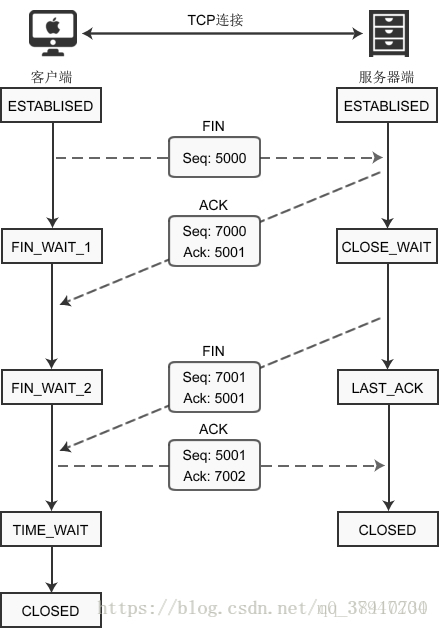 TCP连接
客户端
服务器端
ESTABLISED
ESTABLISED
FIN
Seq: 5000
ACK
Seq: 7000
Ack: 5001
FIN_WAIT_1
CLOSE_WAIT
FIN
Seq: 7001
Ack: 5001
FIN_WAIT_2
LAST_ACK
ACK
Seq: 5001
Ack: 7002
TIME_WAIT
CLOSED
CLOSED
https://blog.csdn.net/